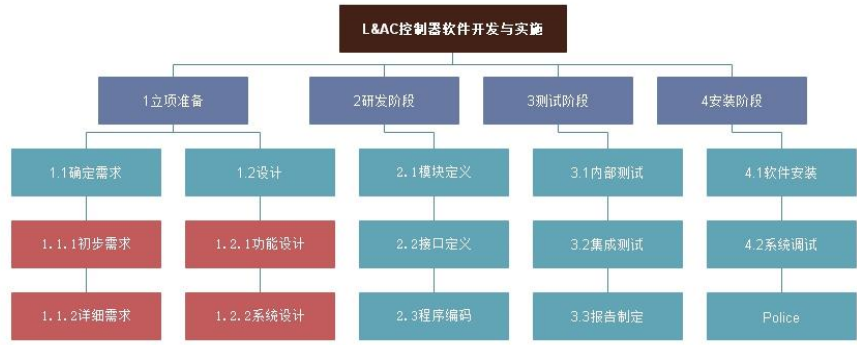 L&AC控制器软件开发与实施
1立项准备
2研发阶段
3测试阶段
4安装阶段
1.1确定需求
1.2设计
2.1模块定义
3.1内部测试
4.1软件安装
1.1.1初步需求
1.2.1功能设计
2.2接口定义
3.2集成测试
4.2系统调试
1.1.2详细需求
1.2.2系统设计
2.3程序编码
3.3报告制定
Police